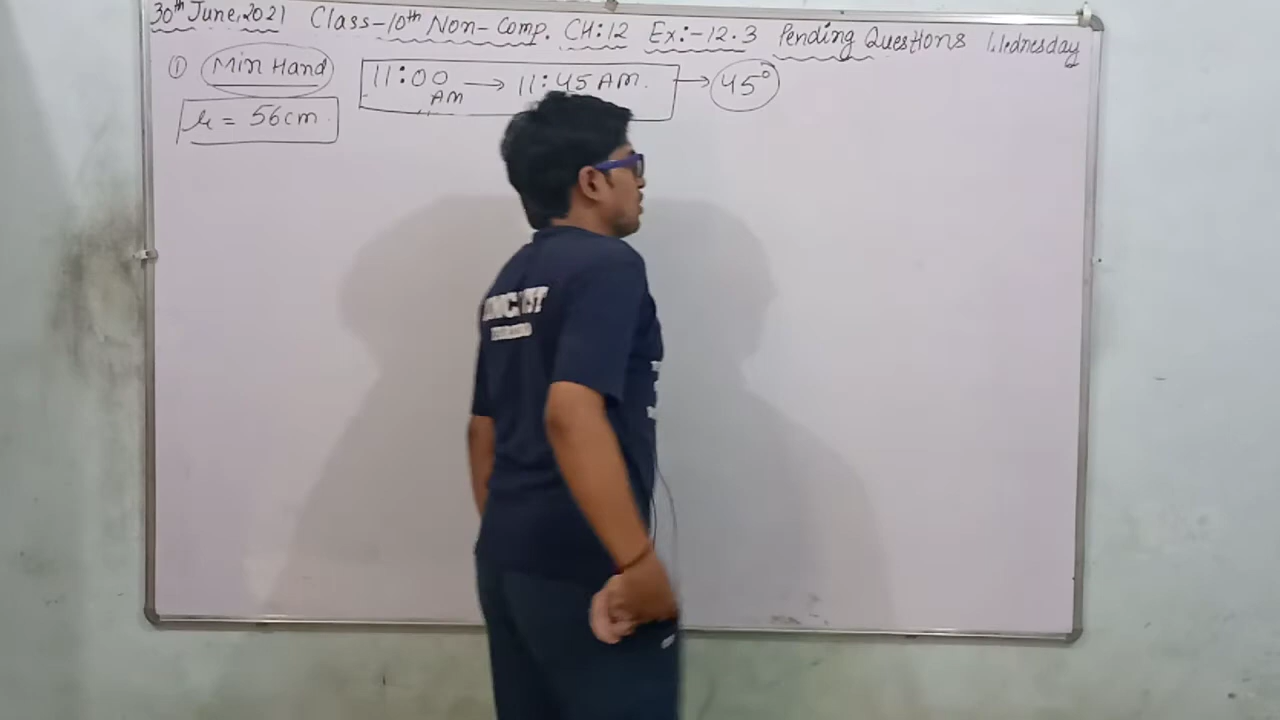 30th June, 2021 Class-10th Non-Comp. CH:12 Ex:-12.3 Pending Questions Wednesday
① Min Hand 11:00 AM → 11:45 AM. → 45°
r = 56cm